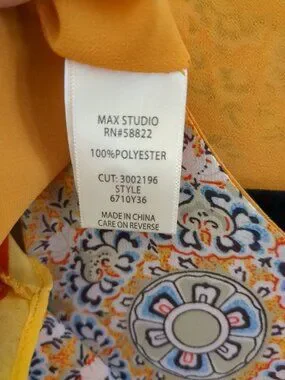 MAX STUDIO
RN#58822
100%POLYESTER
CUT: 3002196
STYLE
6710Y36
MADE IN CHINA
CARE ON REVERSE